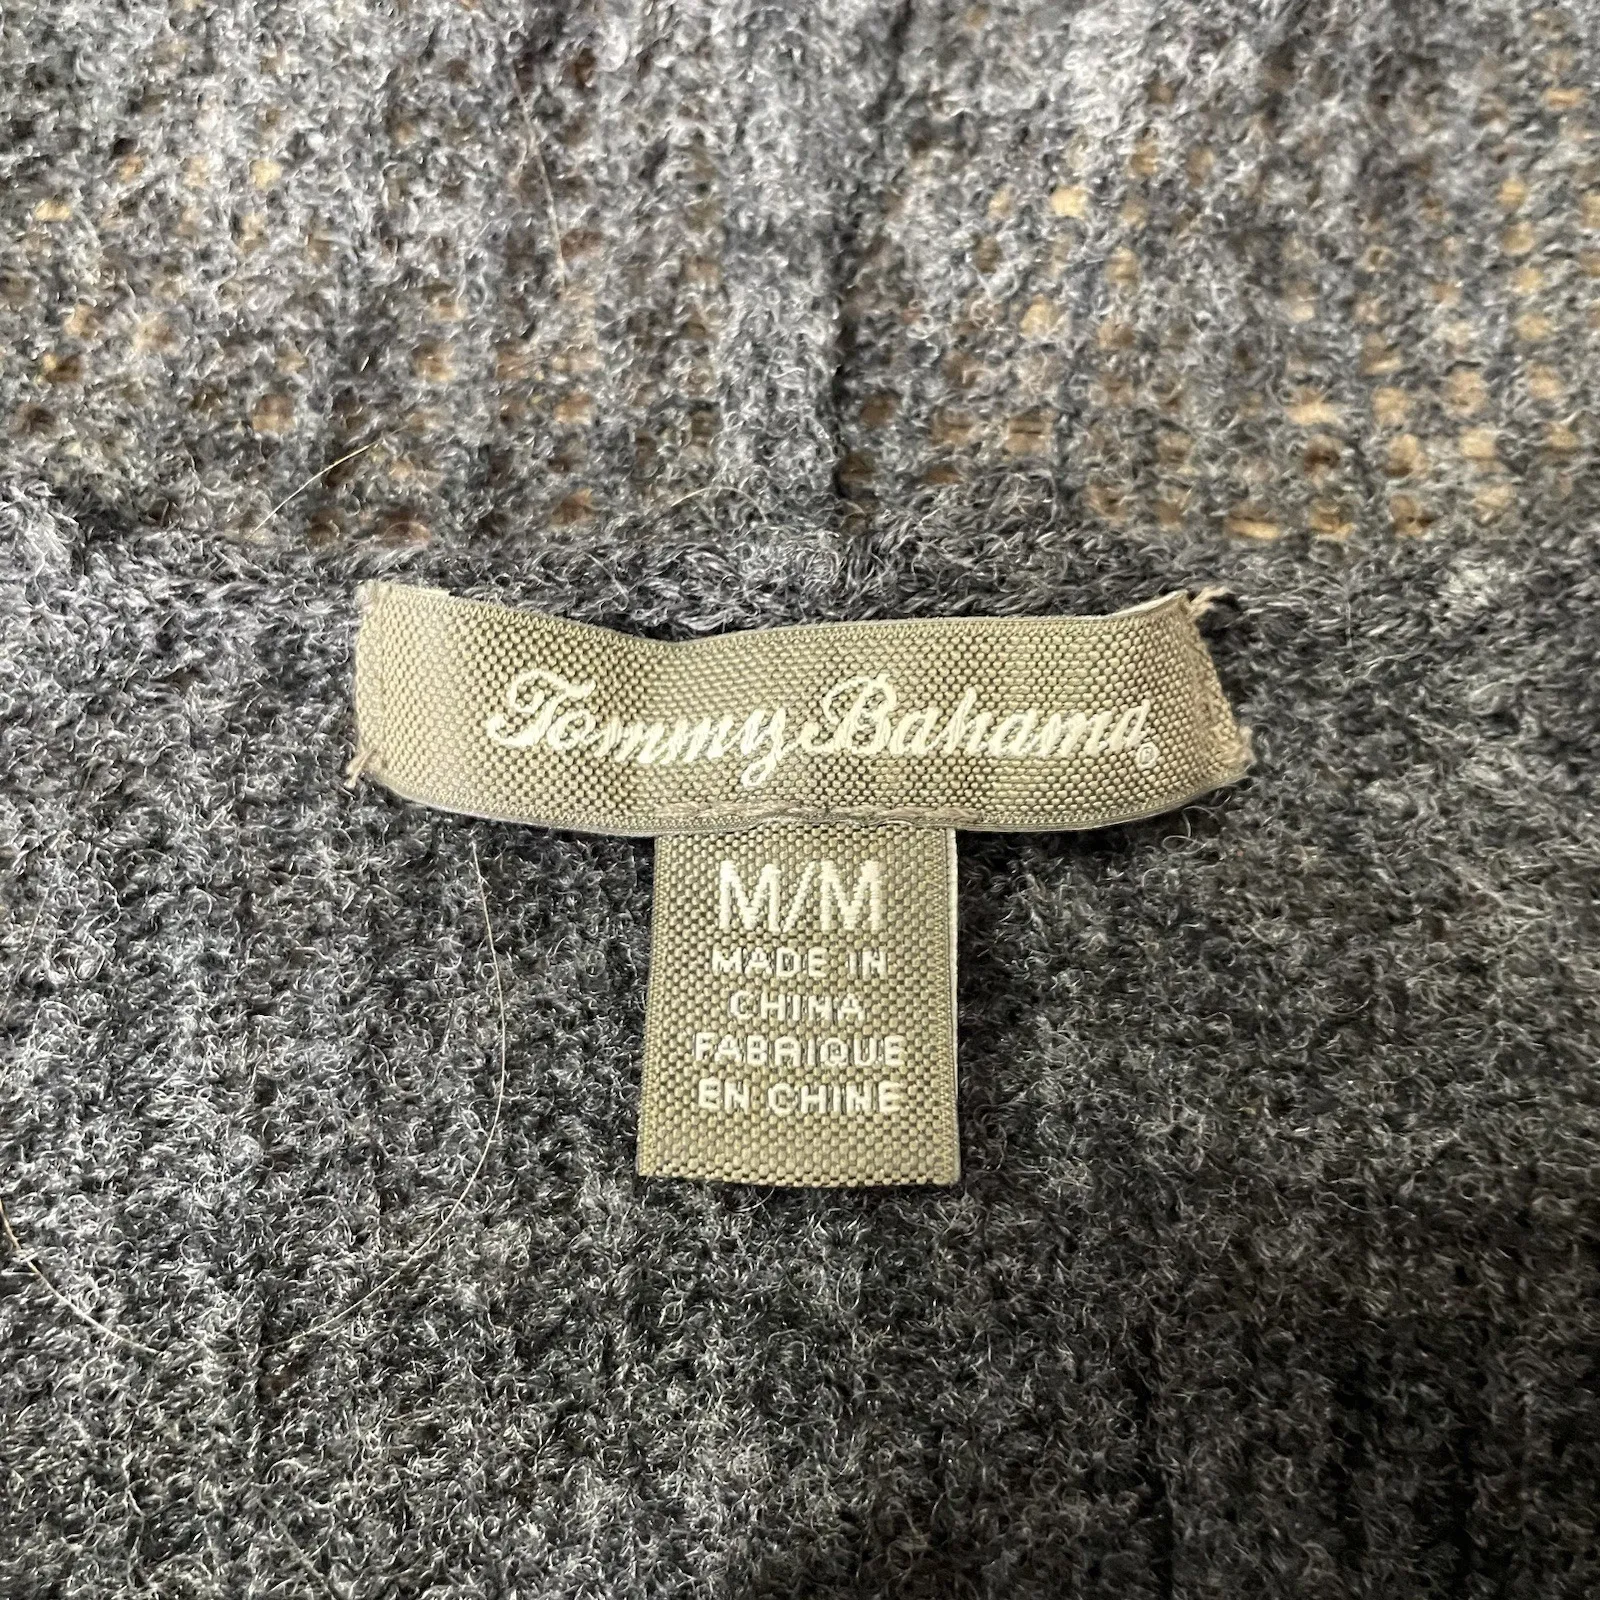 Tommy Bahama®
M/M
MADE IN
CHINA
FABRIQUE
EN CHINE